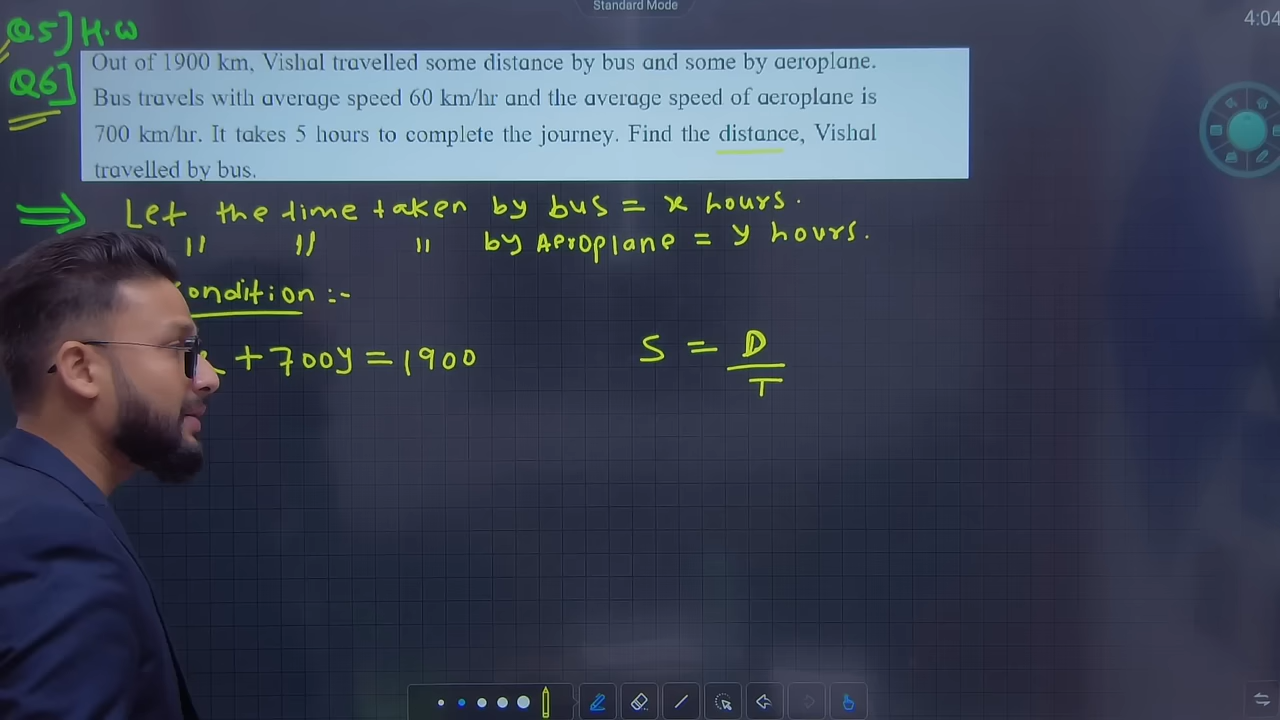 Standard Mode
4:04
Q5] H.W
Q6]
Out of 1900 km, Vishal travelled some distance by bus and some by aeroplane.
Bus travels with average speed 60 km/hr and the average speed of aeroplane is
700 km/hr. It takes 5 hours to complete the journey. Find the distance, Vishal
travelled by bus.
⇒ Let the time taken by bus = x hours.
〃 〃 〃 by Aeroplane = y hours.
ondition :-
+ 700y = 1900
S = D
T